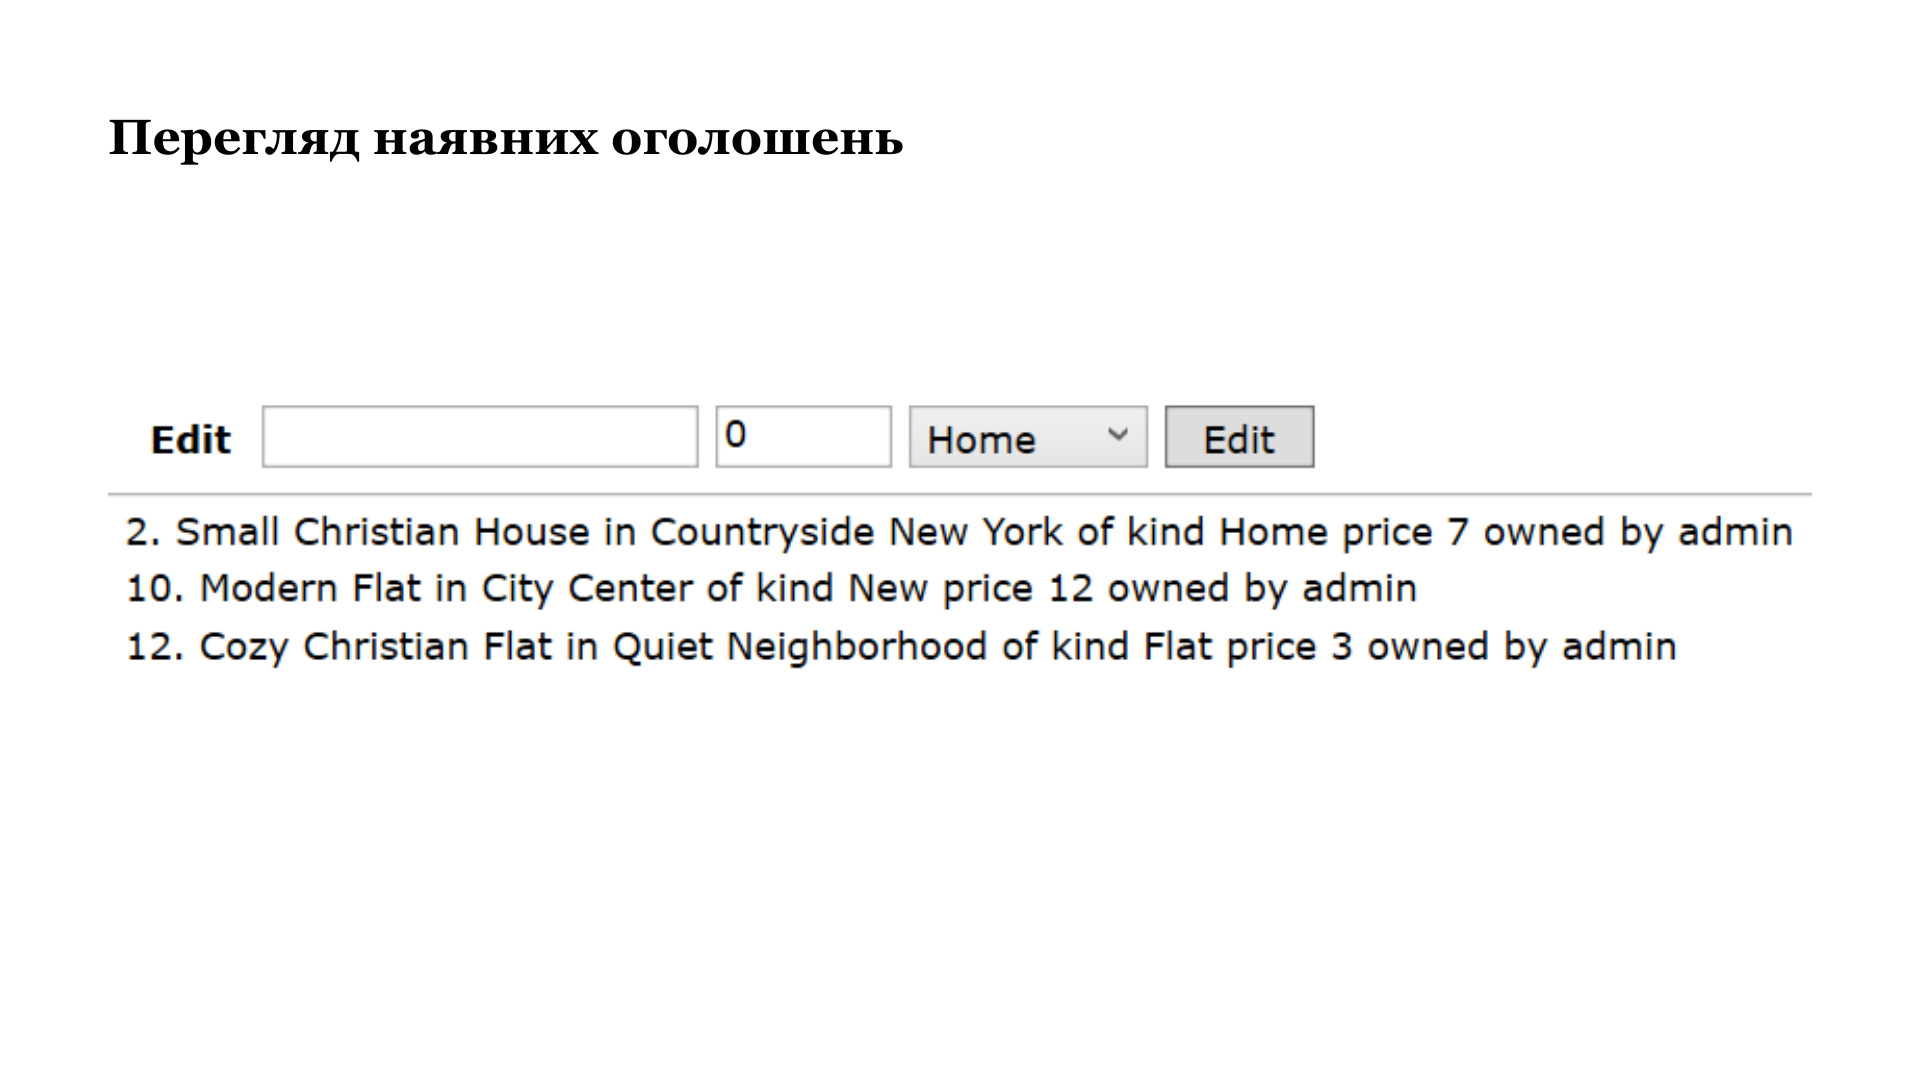 Перегляд наявних оголошень
Edit 0 Home Edit
2. Small Christian House in Countryside New York of kind Home price 7 owned by admin
10. Modern Flat in City Center of kind New price 12 owned by admin
12. Cozy Christian Flat in Quiet Neighborhood of kind Flat price 3 owned by admin